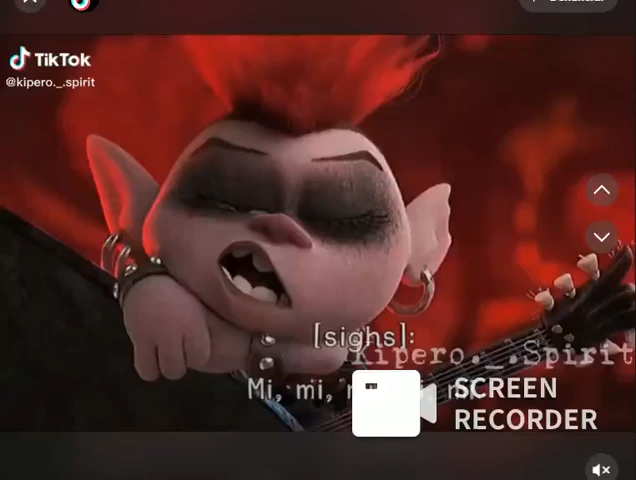 TikTok
@kipero._.spirit
[sighs]:
Kipero._.Spirit
Mi, mi,
SCREEN
RECORDER